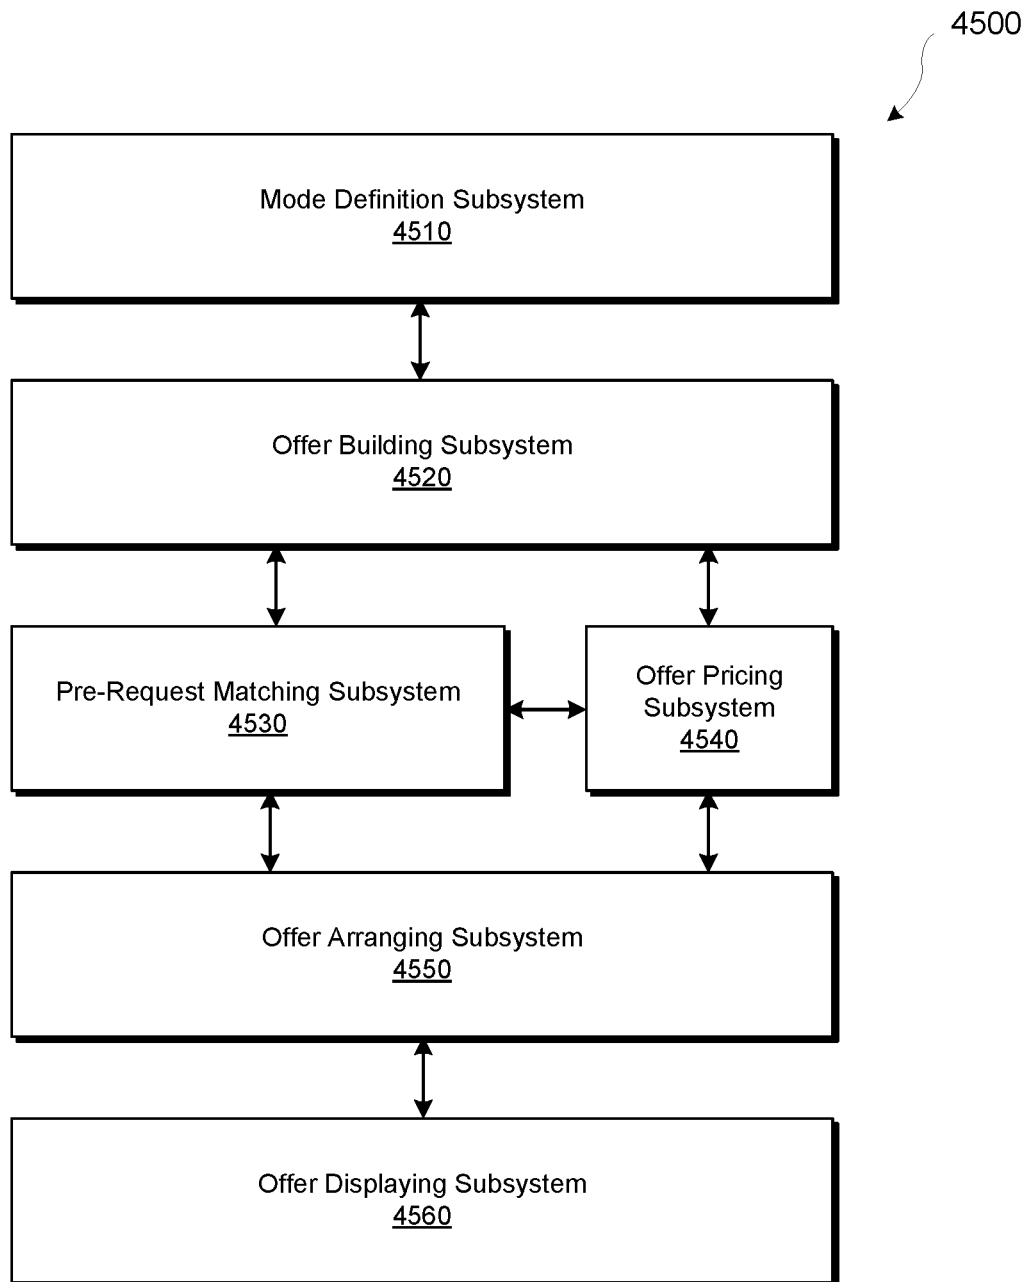 4500
Mode Definition Subsystem
4510
Offer Building Subsystem
4520
Pre-Request Matching Subsystem
4530
Offer Pricing
Subsystem
4540
Offer Arranging Subsystem
4550
Offer Displaying Subsystem
4560